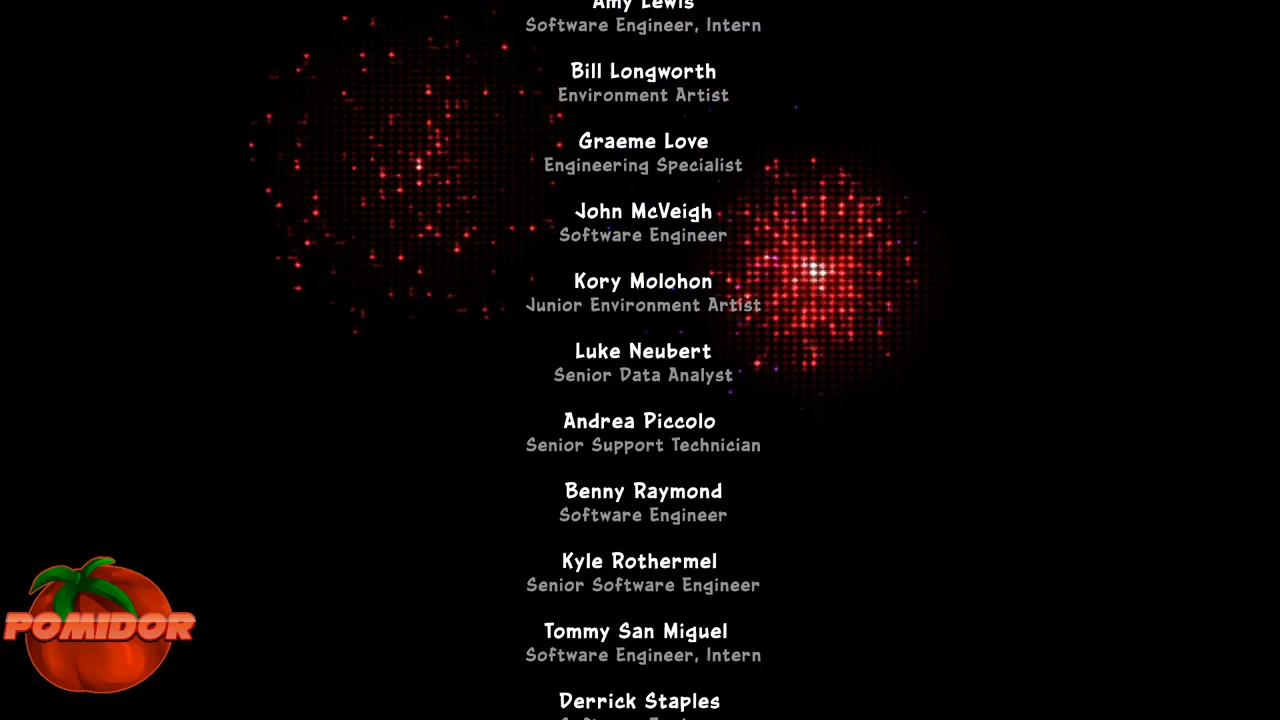 Amy Lewis
Software Engineer, Intern
Bill Longworth
Environment Artist
Graeme Love
Engineering Specialist
John McVeigh
Software Engineer
Kory Molohon
Junior Environment Artist
Luke Neubert
Senior Data Analyst
Andrea Piccolo
Senior Support Technician
Benny Raymond
Software Engineer
Kyle Rothermel
Senior Software Engineer
Tommy San Miguel
Software Engineer, Intern
Derrick Staples
POMIDOR